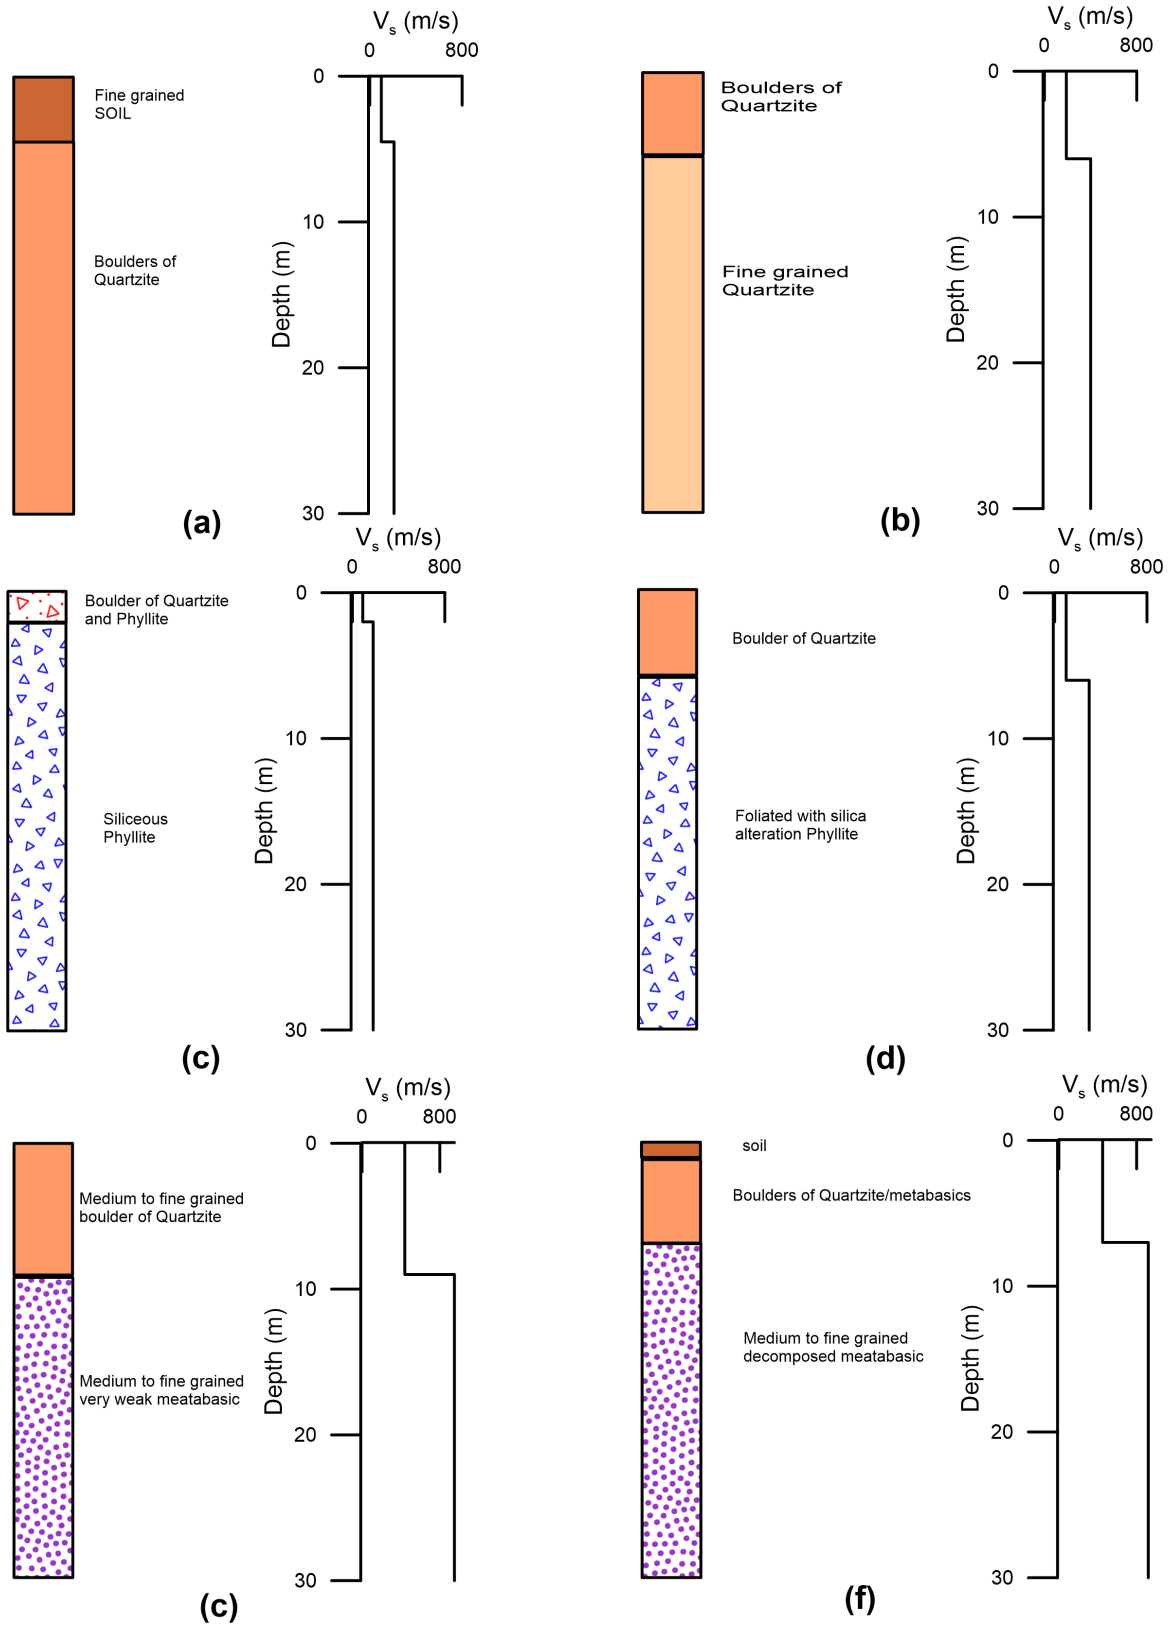 Vs (m/s)
0 800
0
10
20
30
Depth (m)
Fine grained
SOIL
Boulders of
Quartzite
(a)
Vs (m/s)
0 800
0
10
20
30
Depth (m)
Boulders of
Quartzite
Fine grained
Quartzite
(b)
Vs (m/s)
0 800
0
10
20
30
Depth (m)
Boulder of Quartzite
and Phyllite
Siliceous
Phyllite
(c)
Vs (m/s)
0 800
0
10
20
30
Depth (m)
Boulder of Quartzite
Foliated with silica
alteration Phyllite
(d)
Vs (m/s)
0 800
0
10
20
30
Depth (m)
Medium to fine grained
boulder of Quartzite
Medium to fine grained
very weak meatabasic
(c)
Vs (m/s)
0 800
0
10
20
30
Depth (m)
soil
Boulders of Quartzite/metabasics
Medium to fine grained
decomposed meatabasic
(f)